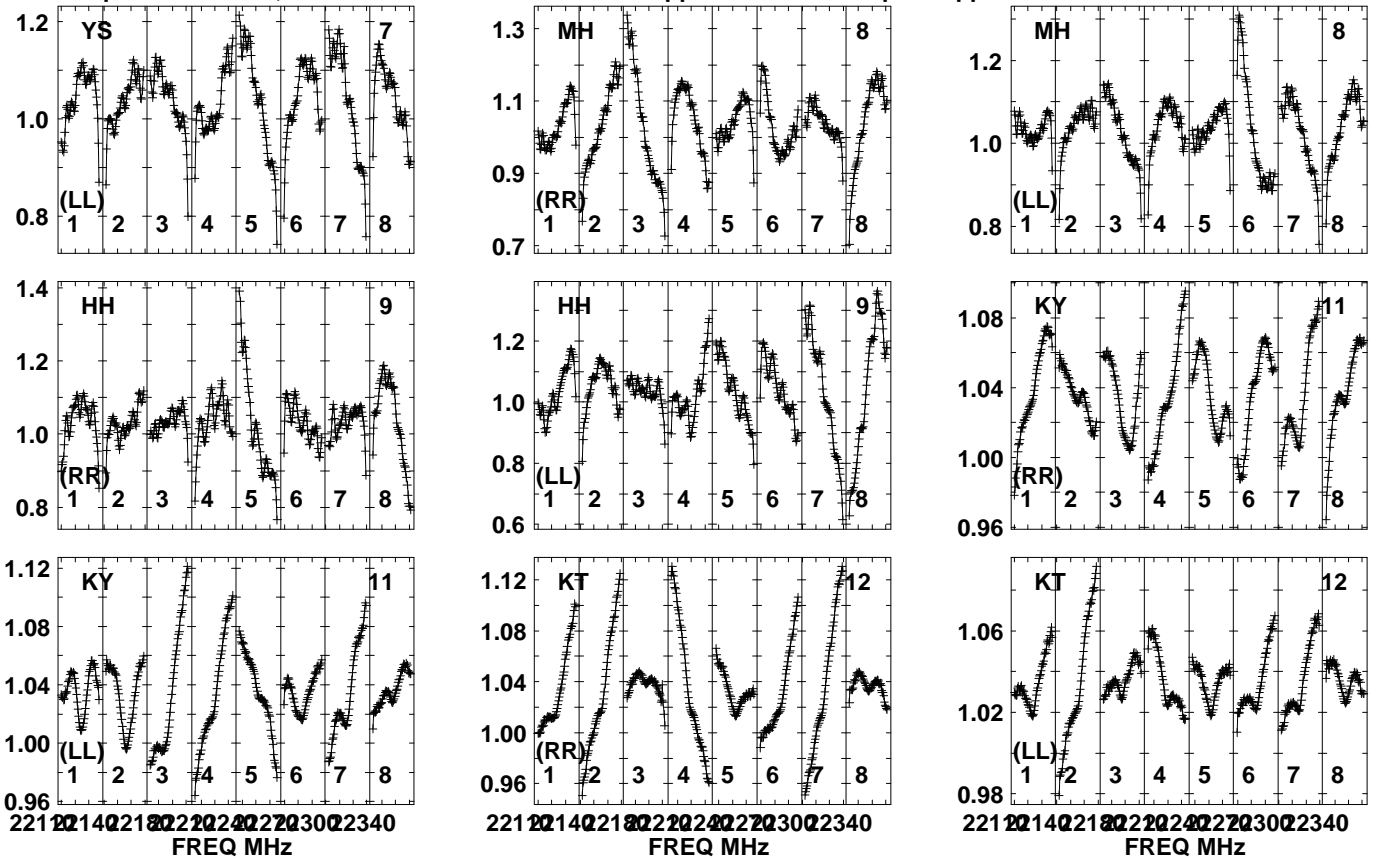 YS 7
1.2
1.0
0.8
(LL)
1 2 3 4 5 6 7 8
MH 8
1.3
1.1
0.9
0.7
(RR)
1 2 3 4 5 6 7 8
MH 8
1.2
1.0
0.8
(LL)
1 2 3 4 5 6 7 8
HH 9
1.4
1.2
1.0
0.8
(RR)
1 2 3 4 5 6 7 8
HH 9
1.2
1.0
0.8
0.6
(LL)
1 2 3 4 5 6 7 8
KY 11
1.08
1.04
1.00
0.96
(RR)
1 2 3 4 5 6 7 8
KY 11
1.12
1.08
1.04
1.00
0.96
(LL)
1 2 3 4 5 6 7 8
KT 12
1.12
1.08
1.04
1.00
0.96
(RR)
1 2 3 4 5 6 7 8
KT 12
1.06
1.02
0.98
(LL)
1 2 3 4 5 6 7 8
FREQ MHz
FREQ MHz
FREQ MHz